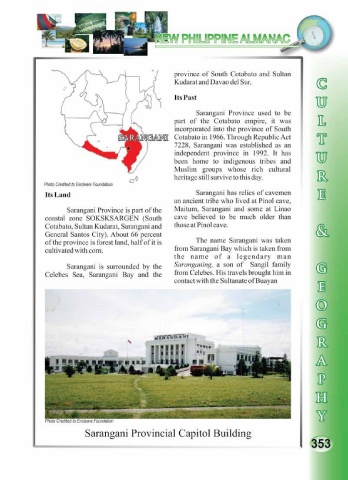 NEW PHILIPPINE ALMANAC
SARANGANI
Photo Credited to Enclears Foundation
Its Land
Sarangani Province is part of the
coastal zone SOKSKSARGEN (South
Cotabato, Sultan Kudarat, Sarangani and
General Santos City). About 66 percent
of the province is forest land, half of it is
cultivated with corn.
Sarangani is surrounded by the
Celebes Sea, Sarangani Bay and the
province of South Cotabato and Sultan
Kudarat and Davao del Sur.
Its Past
Sarangani Province used to be
part of the Cotabato empire, it was
incorporated into the province of South
Cotabato in 1966. Through Republic Act
7228, Sarangani was established as an
independent province in 1992. It has
been home to indigenous tribes and
Muslim groups whose rich cultural
heritage still survive to this day.
Sarangani has relics of cavemen
an ancient tribe who lived at Pinol cave,
Maitum, Sarangani and some at Linao
cave believed to be much older than
those at Pinol cave.
The name Sarangani was taken
from Sarangani Bay which is taken from
the name of a legendary man
Saranganing, a son of Sangil family
from Celebes. His travels brought him in
contact with the Sultanate of Buayan
SARANGANI
Photo Credited to Enclears Foundation
Sarangani Provincial Capitol Building
CULTURE & GEOGRAPHY
353